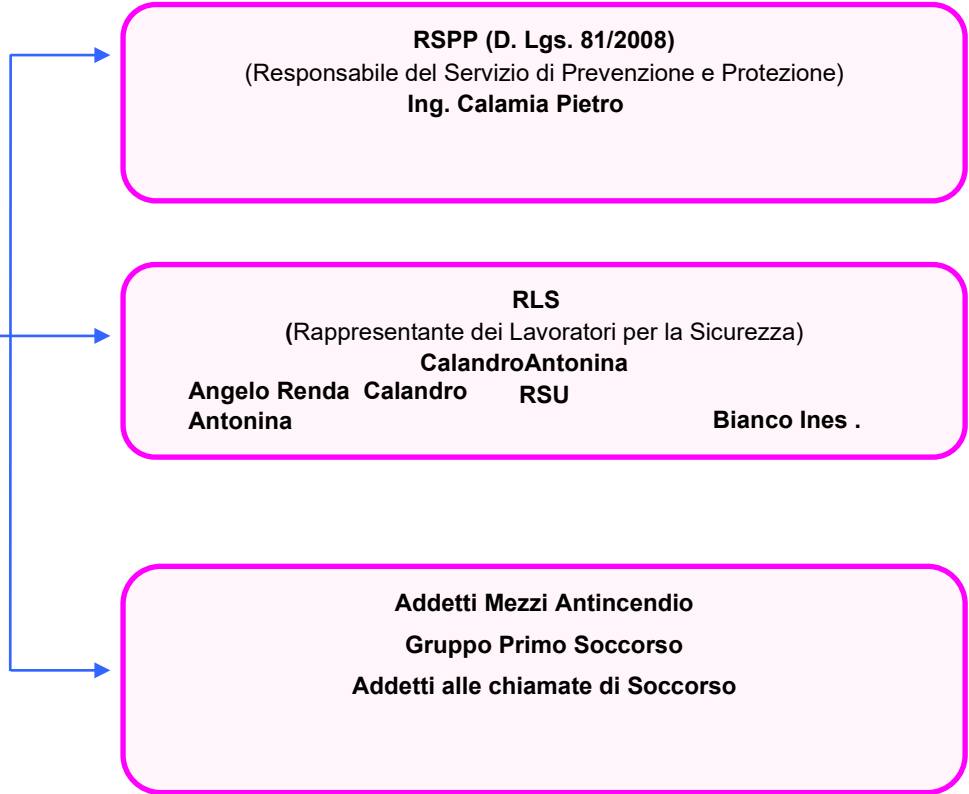 RSPP (D. Lgs. 81/2008)
(Responsabile del Servizio di Prevenzione e Protezione)
Ing. Calamia Pietro
RLS
(Rappresentante dei Lavoratori per la Sicurezza)
CalandroAntonina
RSU
Angelo Renda Calandro
Antonina
Bianco Ines .
Addetti Mezzi Antincendio
Gruppo Primo Soccorso
Addetti alle chiamate di Soccorso